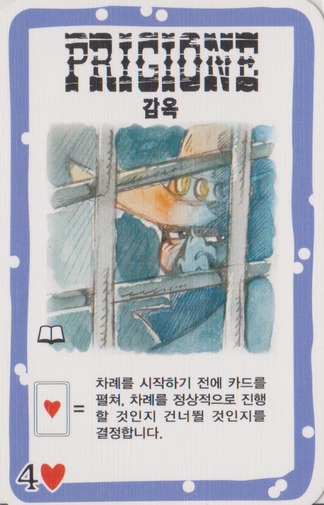 PRIGIONE
감옥
=
차례를 시작하기 전에 카드를
펼쳐, 차례를 정상적으로 진행
할 것인지 건너뛸 것인지를
결정합니다.
4♥